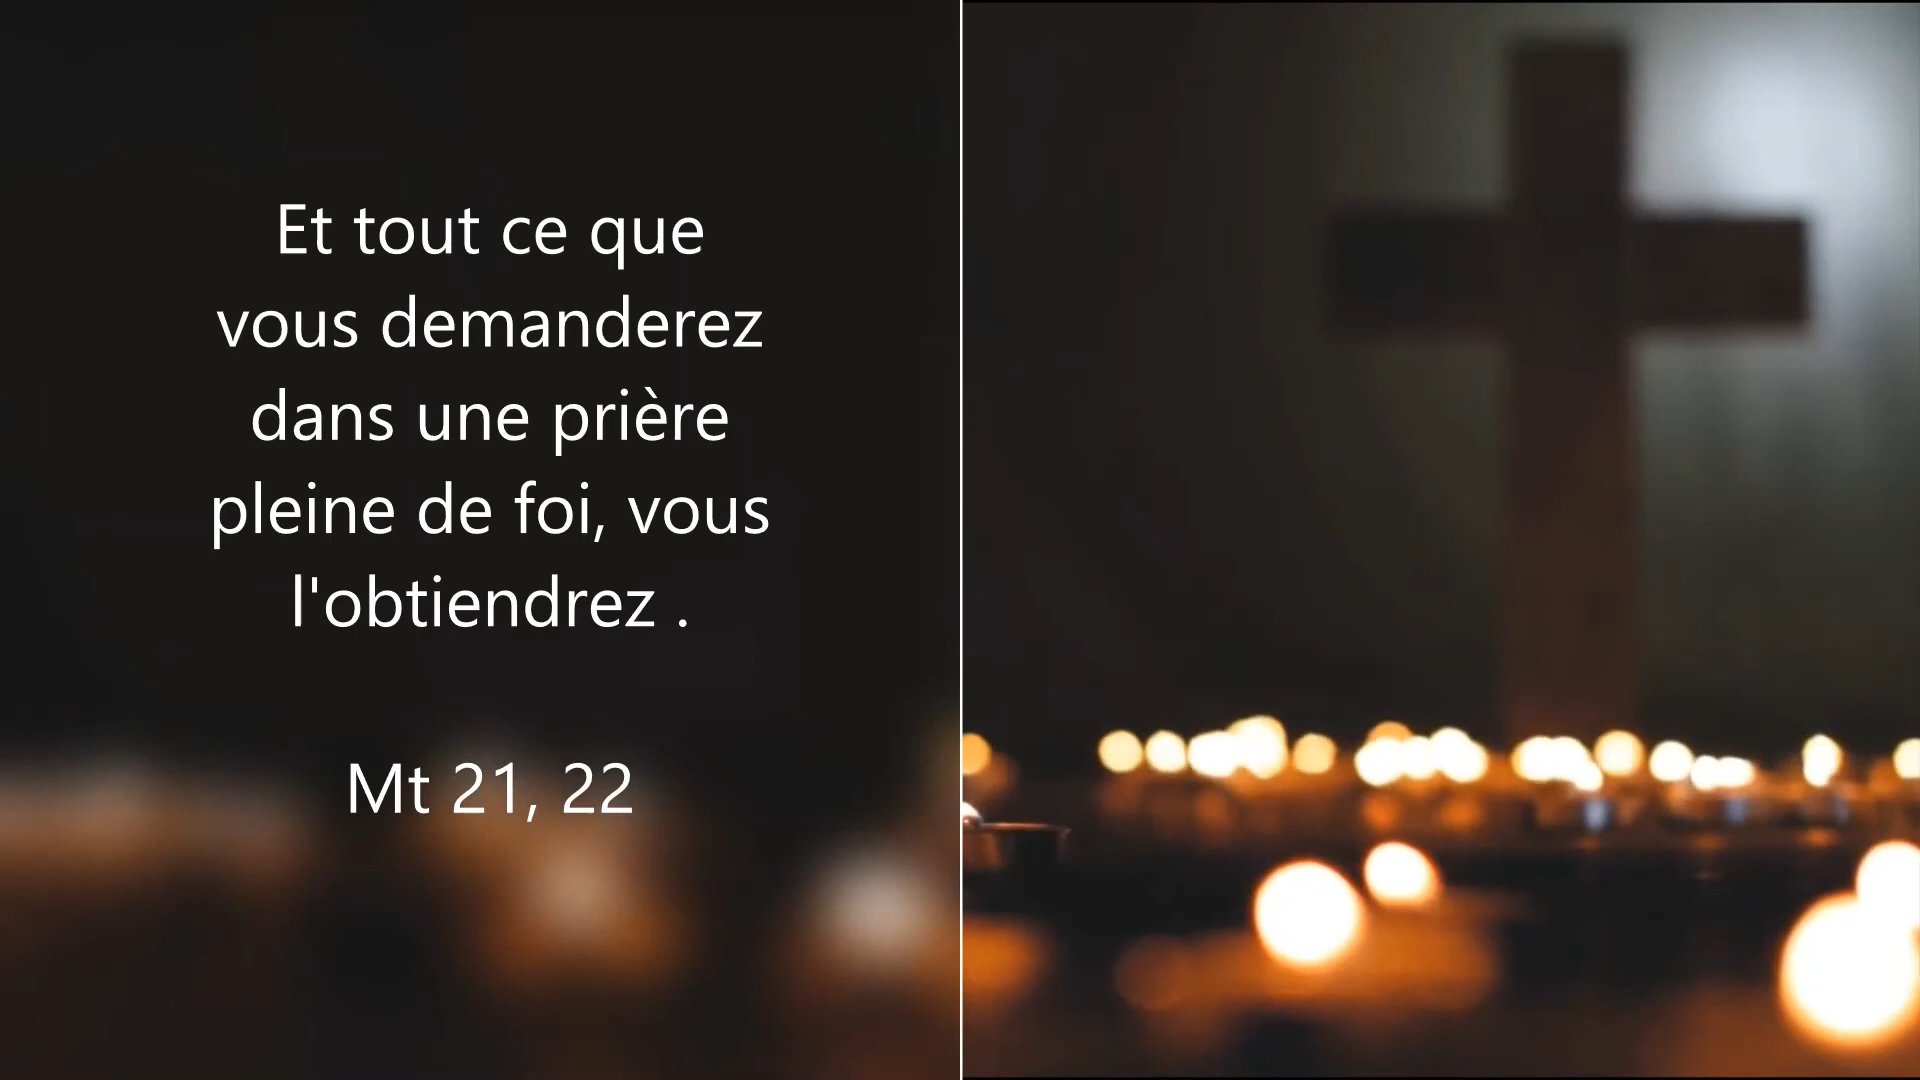 Et tout ce que
vous demanderez
dans une prière
pleine de foi, vous
l'obtiendrez .
Mt 21, 22